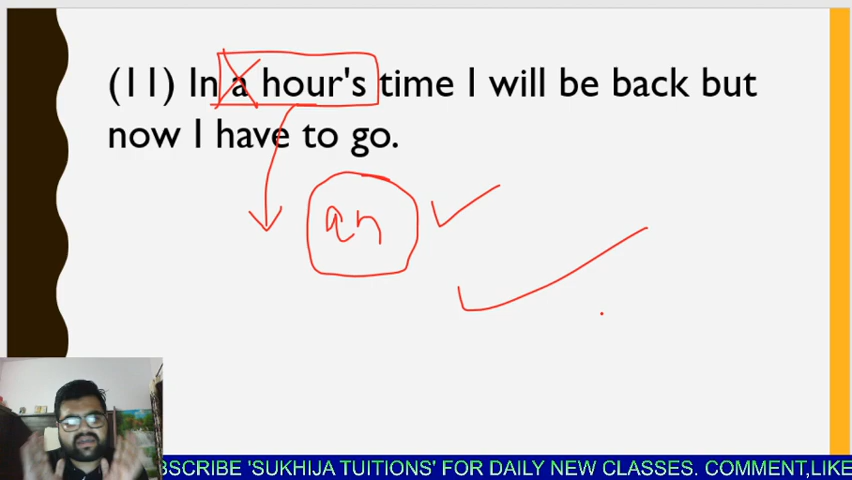 (11) In a hour's time I will be back but
now I have to go.
an
BSCRIBE 'SUKHIJA TUITIONS' FOR DAILY NEW CLASSES. COMMENT,LIKE